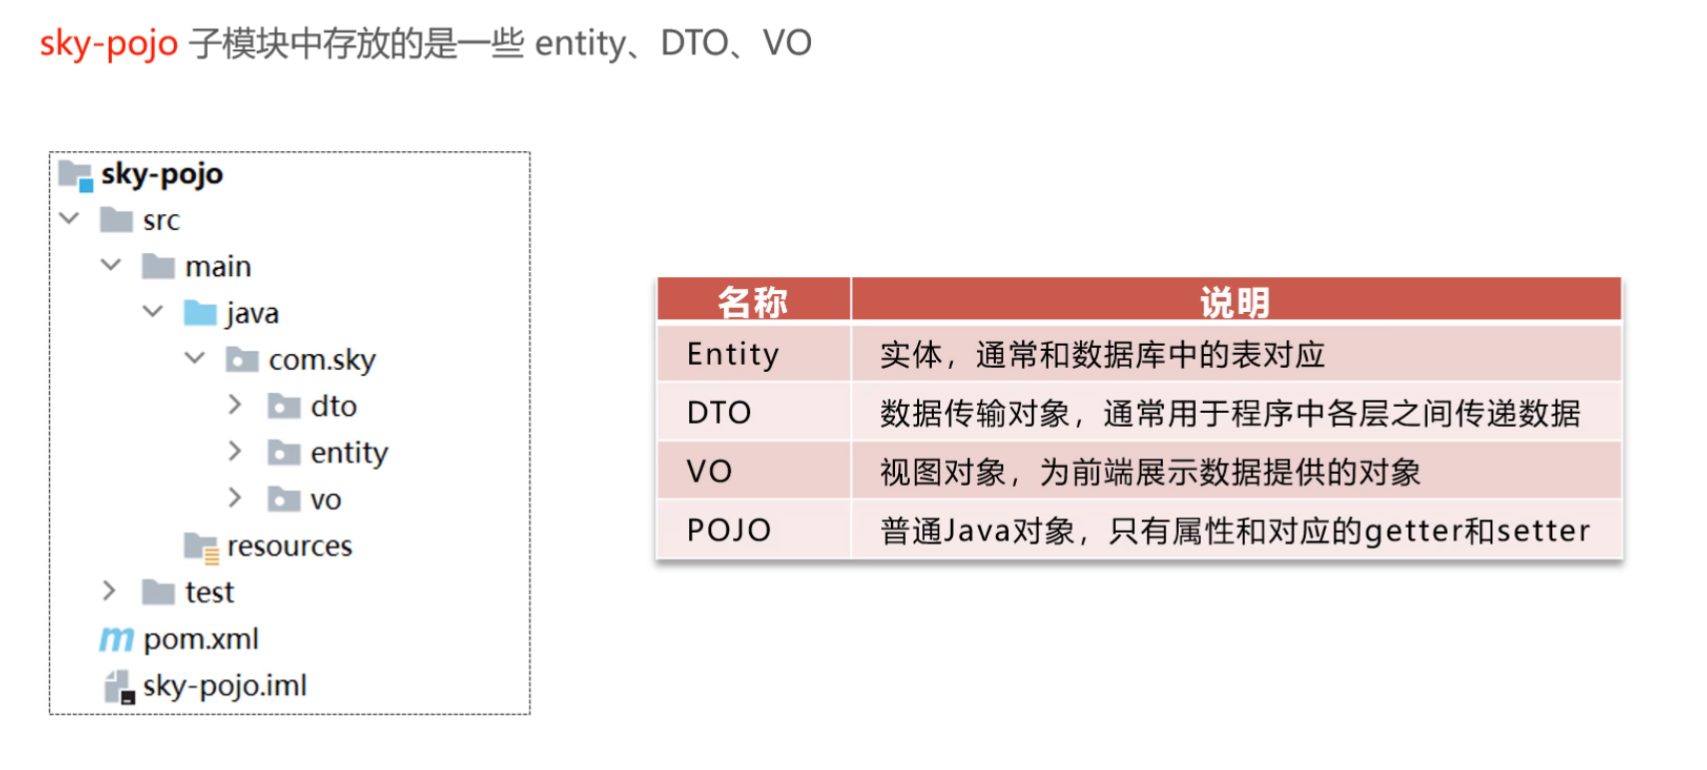 sky-pojo 子模块中存放的是一些 entity、DTO、VO
sky-pojo
src
main
java
com.sky
dto
entity
vo
resources
test
pom.xml
sky-pojo.iml
名称 说明
Entity 实体，通常和数据库中的表对应
DTO 数据传输对象，通常用于程序中各层之间传递数据
VO 视图对象，为前端展示数据提供的对象
POJO 普通Java对象，只有属性和对应的getter和setter